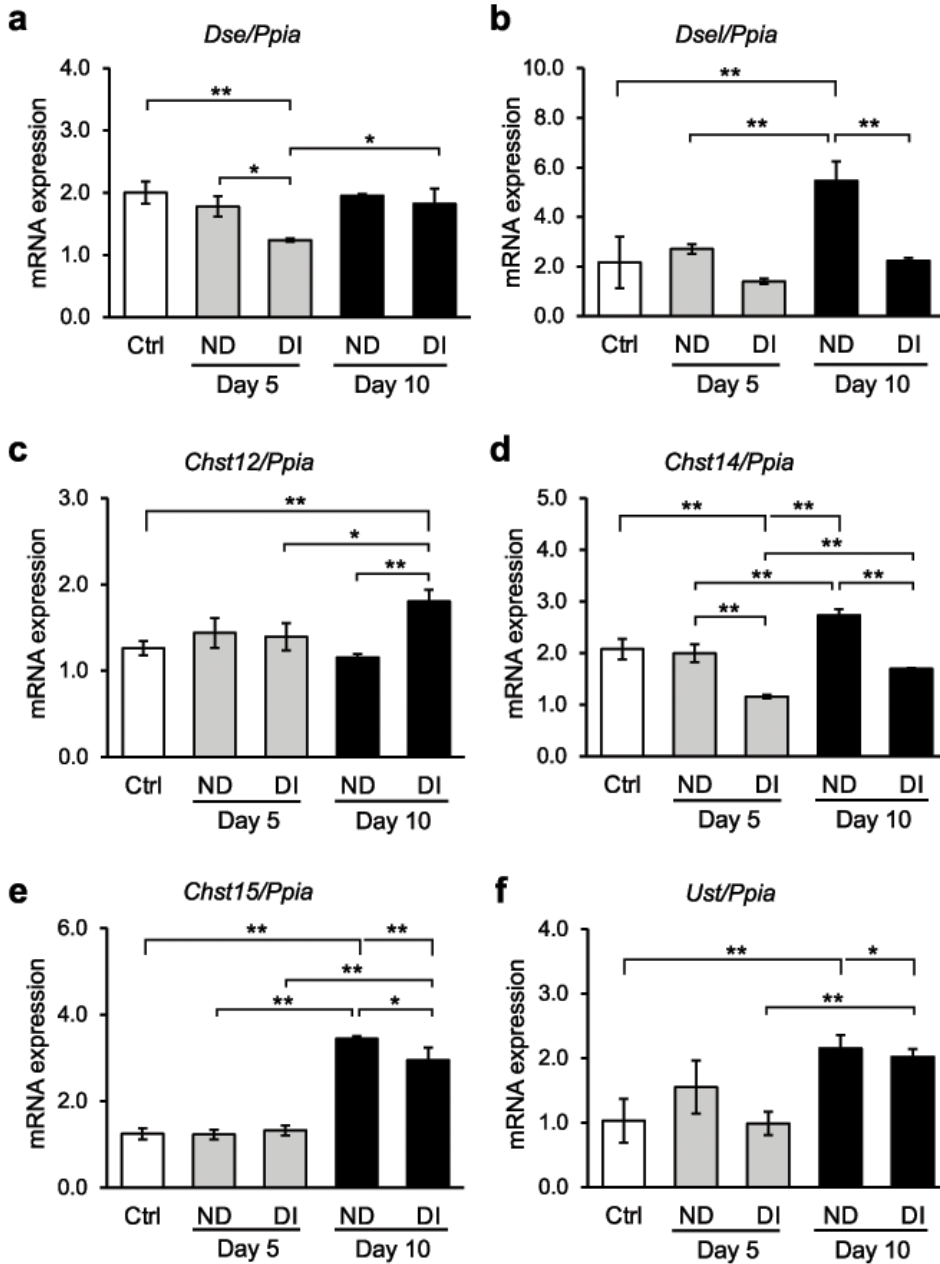 a
Dse/Ppia
mRNA expression
4.0
3.0
2.0
1.0
0.0
**
*
*
Ctrl ND DI ND DI
Day 5 Day 10
b
Dsel/Ppia
mRNA expression
10.0
8.0
6.0
4.0
2.0
0.0
**
** **
Ctrl ND DI ND DI
Day 5 Day 10
c
Chst12/Ppia
mRNA expression
3.0
2.0
1.0
0.0
**
*
**
Ctrl ND DI ND DI
Day 5 Day 10
d
Chst14/Ppia
mRNA expression
5.0
4.0
3.0
2.0
1.0
0.0
** **
**
** **
**
Ctrl ND DI ND DI
Day 5 Day 10
e
Chst15/Ppia
mRNA expression
6.0
4.0
2.0
0.0
** **
**
** *
Ctrl ND DI ND DI
Day 5 Day 10
f
Ust/Ppia
mRNA expression
4.0
3.0
2.0
1.0
0.0
** *
**
Ctrl ND DI ND DI
Day 5 Day 10